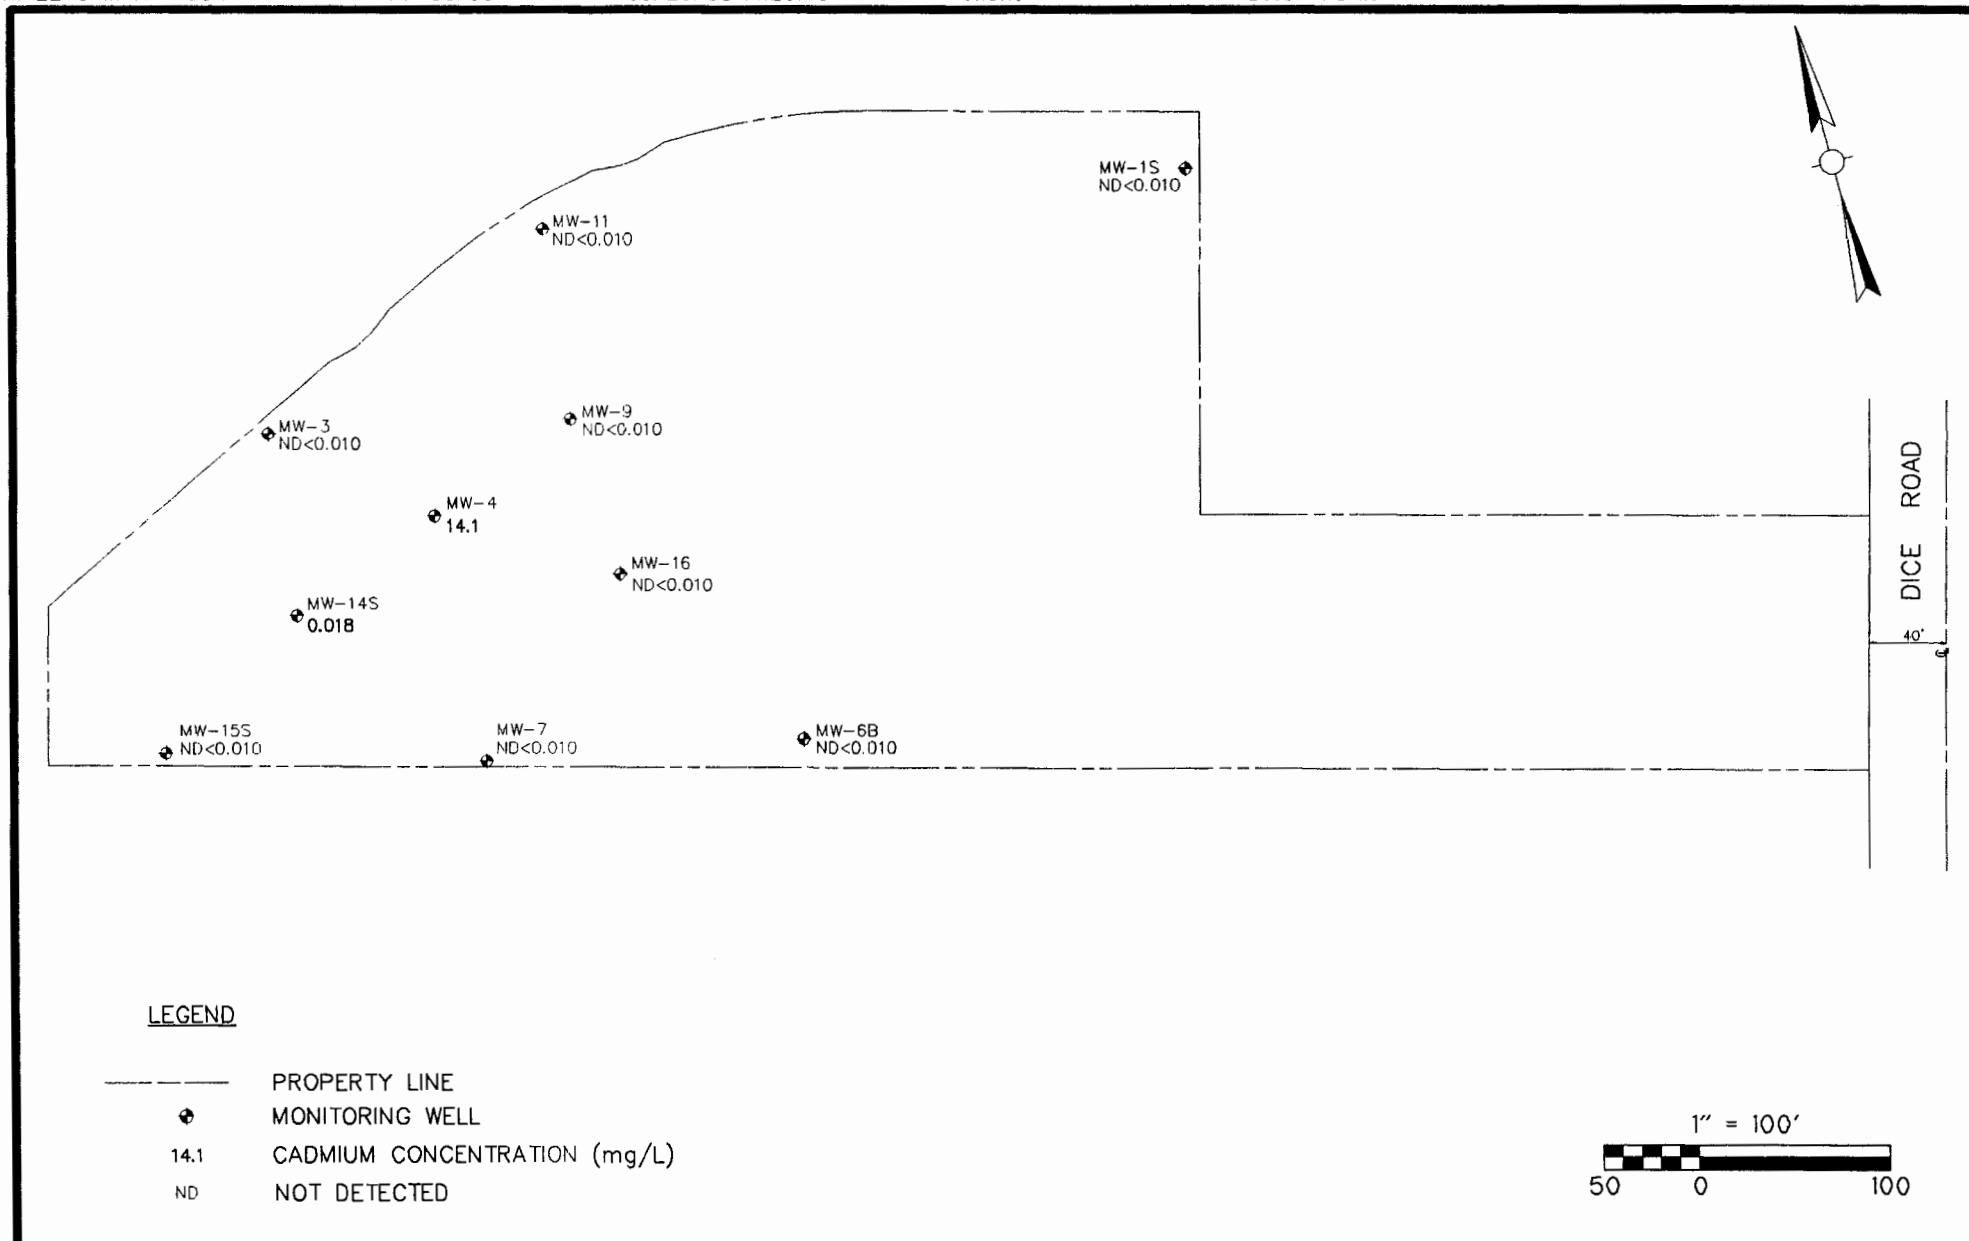 MW-1S
ND<0.010
MW-11
ND<0.010
MW-9
ND<0.010
MW-3
ND<0.010
MW-4
14.1
MW-16
ND<0.010
MW-14S
0.018
DICE ROAD
40'
MW-15S
ND<0.010
MW-7
ND<0.010
MW-6B
ND<0.010
LEGEND
PROPERTY LINE
MONITORING WELL
14.1 CADMIUM CONCENTRATION (mg/L)
ND NOT DETECTED
1" = 100'
50 0 100